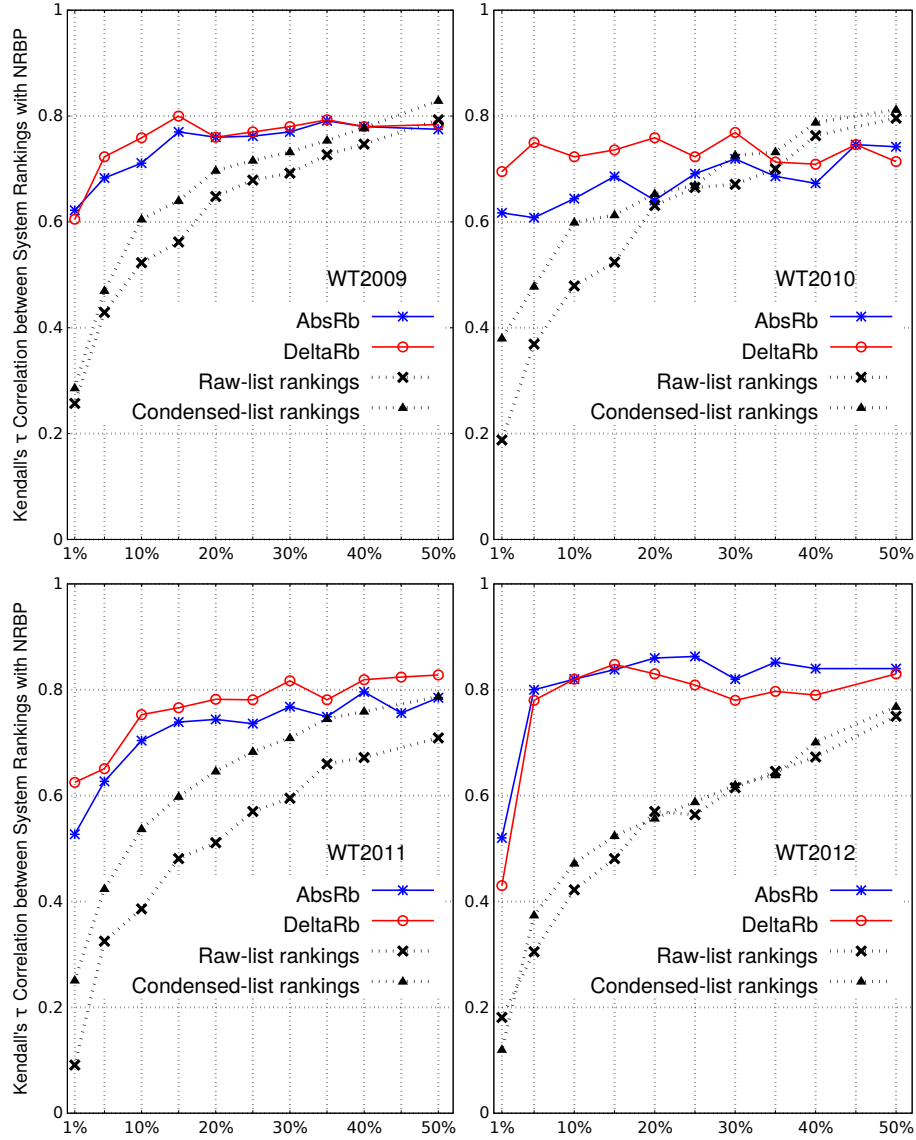 Kendall's τ Correlation between System Rankings with NRBP
1
0.8
0.6
0.4
0.2
0
WT2009
AbsRb
DeltaRb
Raw-list rankings
Condensed-list rankings
1% 10% 20% 30% 40% 50%
1
0.8
0.6
0.4
0.2
0
WT2010
AbsRb
DeltaRb
Raw-list rankings
Condensed-list rankings
1% 10% 20% 30% 40% 50%
Kendall's τ Correlation between System Rankings with NRBP
1
0.8
0.6
0.4
0.2
0
WT2011
AbsRb
DeltaRb
Raw-list rankings
Condensed-list rankings
1% 10% 20% 30% 40% 50%
1
0.8
0.6
0.4
0.2
0
WT2012
AbsRb
DeltaRb
Raw-list rankings
Condensed-list rankings
1% 10% 20% 30% 40% 50%